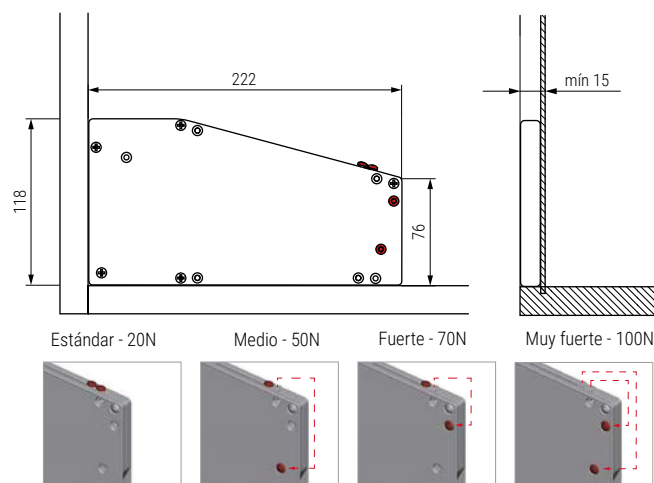 222
mín 15
118
76
Estándar - 20N
Medio - 50N
Fuerte - 70N
Muy fuerte - 100N